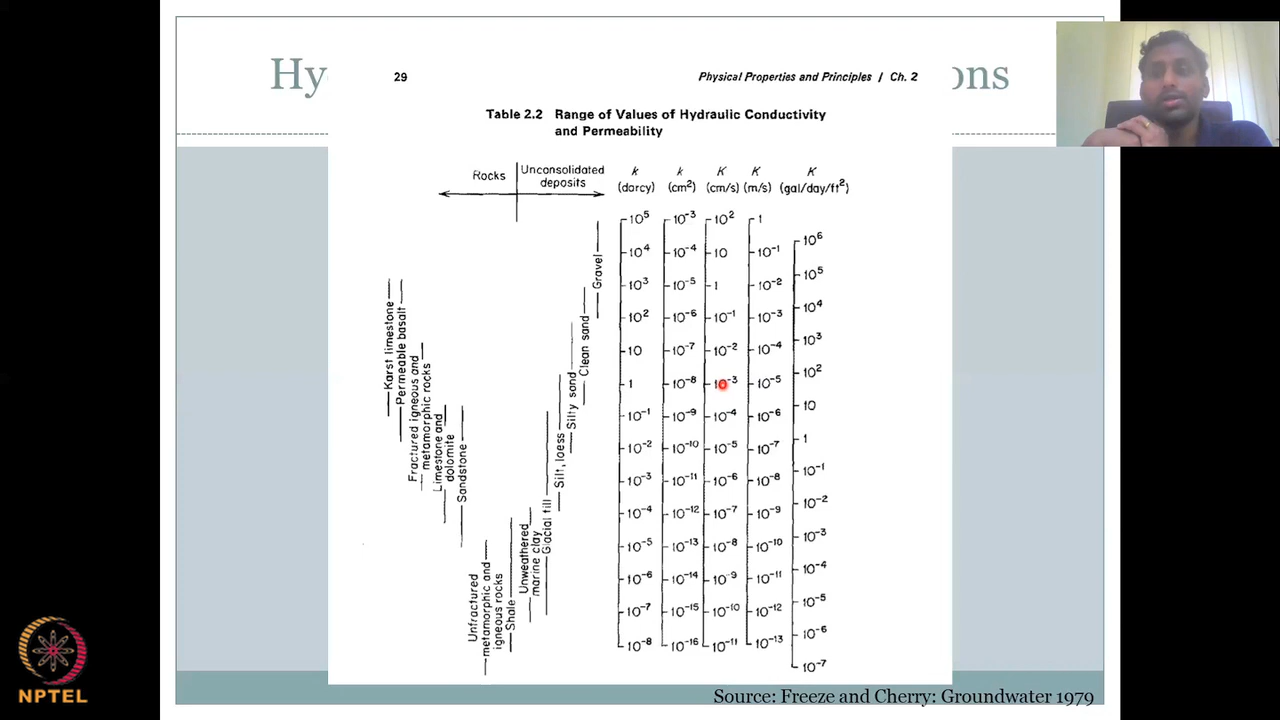 Hy
ons
29
Physical Properties and Principles / Ch. 2
Table 2.2 Range of Values of Hydraulic Conductivity
and Permeability
Rocks
Unconsolidated
deposits
k
(darcy)
k
(cm²)
K
(cm/s)
K
(m/s)
K
(gal/day/ft²)
Karst limestone
Permeable basalt
Fractured igneous and
metamorphic rocks
Limestone and
dolomite
Sandstone
Unfractured
metamorphic and
igneous rocks
Shale
Unweathered
marine clay
Glacial till
Silt, loess
Silty sand
Clean sand
Gravel
10⁵ 10⁻³ 10² 1
10⁶
10⁴ 10⁻⁴ 10 10⁻¹
10⁵
10³ 10⁻⁵ 1 10⁻²
10⁴
10² 10⁻⁶ 10⁻¹ 10⁻³
10³
10 10⁻⁷ 10⁻² 10⁻⁴
10²
1 10⁻⁸ 10⁻³ 10⁻⁵
10
10⁻¹ 10⁻⁹ 10⁻⁴ 10⁻⁶
1
10⁻² 10⁻¹⁰ 10⁻⁵ 10⁻⁷
10⁻¹
10⁻³ 10⁻¹¹ 10⁻⁶ 10⁻⁸
10⁻²
10⁻⁴ 10⁻¹² 10⁻⁷ 10⁻⁹
10⁻³
10⁻⁵ 10⁻¹³ 10⁻⁸ 10⁻¹⁰
10⁻⁴
10⁻⁶ 10⁻¹⁴ 10⁻⁹ 10⁻¹¹
10⁻⁵
10⁻⁷ 10⁻¹⁵ 10⁻¹⁰ 10⁻¹²
10⁻⁶
10⁻⁸ 10⁻¹⁶ 10⁻¹¹ 10⁻¹³
10⁻⁷
NPTEL
Source: Freeze and Cherry: Groundwater 1979